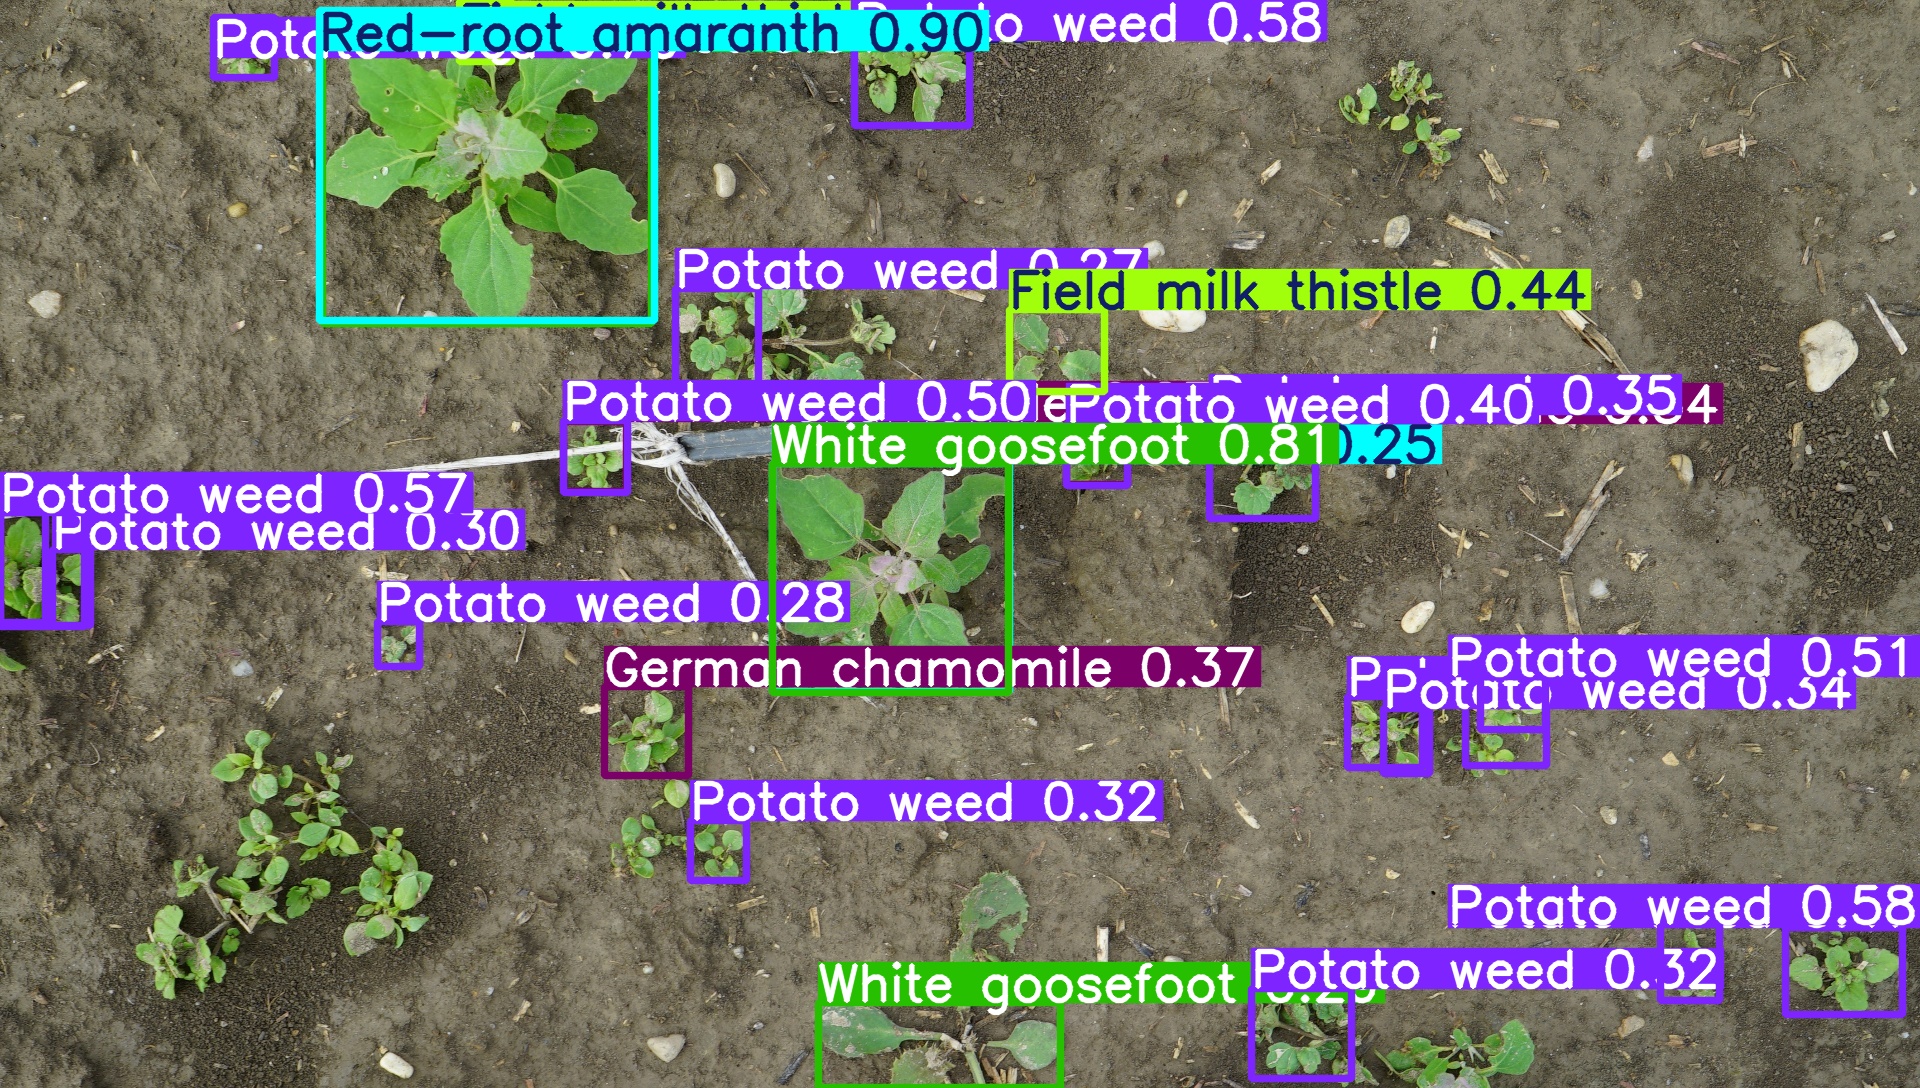 Red-root amaranth 0.90
weed 0.58
Potato weed 0.27
Field milk thistle 0.44
Potato weed 0.50
Potato weed 0.40
0.35
White goosefoot 0.81
0.25
Potato weed 0.57
Potato weed 0.30
Potato weed 0.28
German chamomile 0.37
Potato weed 0.51
Potato weed 0.34
Potato weed 0.32
Potato weed 0.58
White goosefoot
Potato weed 0.32